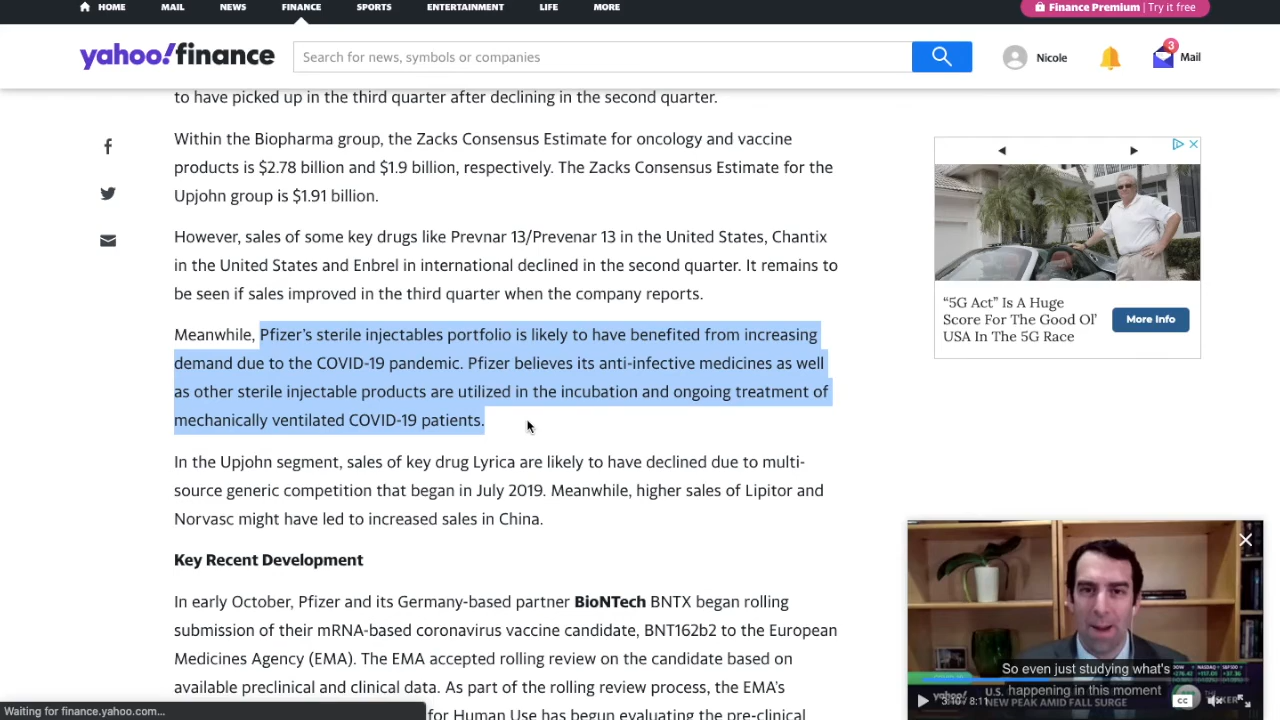 HOME MAIL NEWS FINANCE SPORTS ENTERTAINMENT LIFE MORE
Finance Premium | Try it free
yahoo!finance
Search for news, symbols or companies
Nicole
3
Mail
to have picked up in the third quarter after declining in the second quarter.
Within the Biopharma group, the Zacks Consensus Estimate for oncology and vaccine
products is $2.78 billion and $1.9 billion, respectively. The Zacks Consensus Estimate for the
Upjohn group is $1.91 billion.
However, sales of some key drugs like Prevnar 13/Prevenar 13 in the United States, Chantix
in the United States and Enbrel in international declined in the second quarter. It remains to
be seen if sales improved in the third quarter when the company reports.
Meanwhile, Pfizer's sterile injectables portfolio is likely to have benefited from increasing
demand due to the COVID-19 pandemic. Pfizer believes its anti-infective medicines as well
as other sterile injectable products are utilized in the incubation and ongoing treatment of
mechanically ventilated COVID-19 patients.
In the Upjohn segment, sales of key drug Lyrica are likely to have declined due to multi-
source generic competition that began in July 2019. Meanwhile, higher sales of Lipitor and
Norvasc might have led to increased sales in China.
Key Recent Development
In early October, Pfizer and its Germany-based partner BioNTech BNTX began rolling
submission of their mRNA-based coronavirus vaccine candidate, BNT162b2 to the European
Medicines Agency (EMA). The EMA accepted rolling review on the candidate based on
available preclinical and clinical data. As part of the rolling review process, the EMA's
for Human Use has begun evaluating the pre-clinical
Waiting for finance.yahoo.com...
“5G Act” Is A Huge
Score For The Good Ol’
USA In The 5G Race
More Info
So even just studying what's
happening in this moment
3:10 / 8:11
CC
yahoo!
U.S.
NEW PEAK AMID FALL SURGE
DOW NASDAQ S&P 500